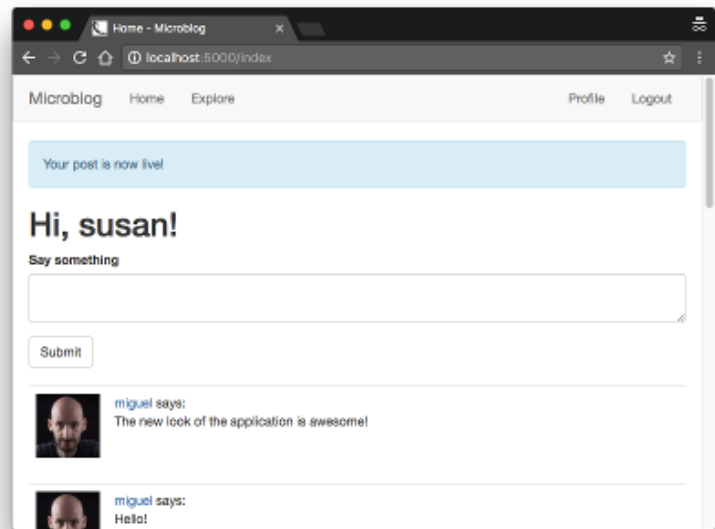 Home - Microblog
localhost:5000/index
Microblog Home Explore Profile Logout
Your post is now live!
Hi, susan!
Say something
Submit
miguel says:
The new look of the application is awesome!
miguel says:
Hello!